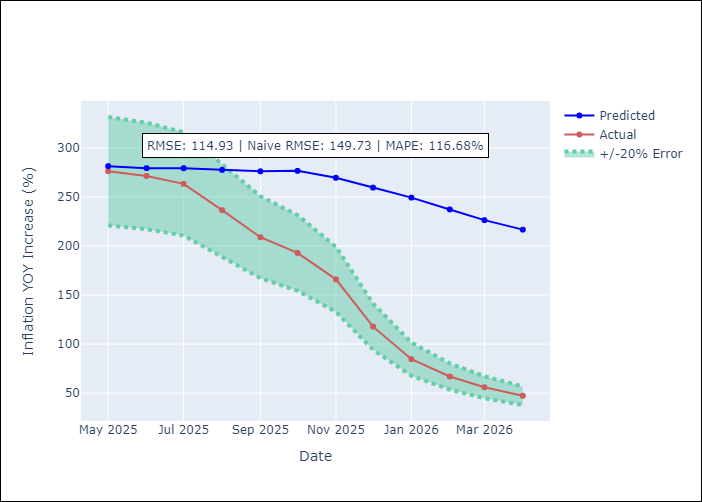 RMSE: 114.93 | Naive RMSE: 149.73 | MAPE: 116.68%
Predicted
Actual
+/-20% Error
Inflation YOY Increase (%)
300
250
200
150
100
50
May 2025
Jul 2025
Sep 2025
Nov 2025
Jan 2026
Mar 2026
Date